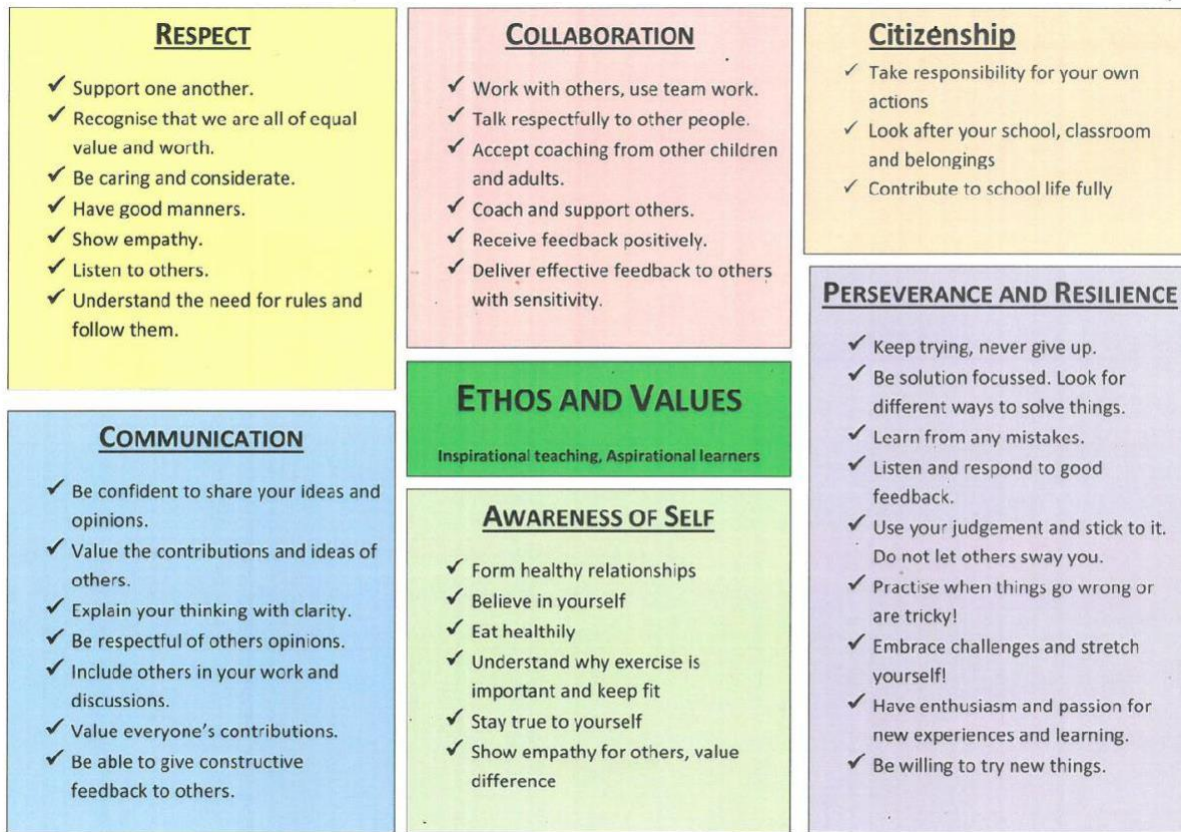 RESPECT
✓ Support one another.
✓ Recognise that we are all of equal
value and worth.
✓ Be caring and considerate.
✓ Have good manners.
✓ Show empathy.
✓ Listen to others.
✓ Understand the need for rules and
follow them.
COLLABORATION
✓ Work with others, use team work.
✓ Talk respectfully to other people.
✓ Accept coaching from other children
and adults.
✓ Coach and support others.
✓ Receive feedback positively.
✓ Deliver effective feedback to others
with sensitivity.
Citizenship
✓ Take responsibility for your own
actions
✓ Look after your school, classroom
and belongings
✓ Contribute to school life fully
ETHOS AND VALUES
Inspirational teaching, Aspirational learners
COMMUNICATION
✓ Be confident to share your ideas and
opinions.
✓ Value the contributions and ideas of
others.
✓ Explain your thinking with clarity.
✓ Be respectful of others opinions.
✓ Include others in your work and
discussions.
✓ Value everyone's contributions.
✓ Be able to give constructive
feedback to others.
AWARENESS OF SELF
✓ Form healthy relationships
✓ Believe in yourself
✓ Eat healthily
✓ Understand why exercise is
important and keep fit
✓ Stay true to yourself
✓ Show empathy for others, value
difference
PERSEVERANCE AND RESILIENCE
✓ Keep trying, never give up.
✓ Be solution focussed. Look for
different ways to solve things.
✓ Learn from any mistakes.
✓ Listen and respond to good
feedback.
✓ Use your judgement and stick to it.
Do not let others sway you.
✓ Practise when things go wrong or
are tricky!
✓ Embrace challenges and stretch
yourself!
✓ Have enthusiasm and passion for
new experiences and learning.
✓ Be willing to try new things.